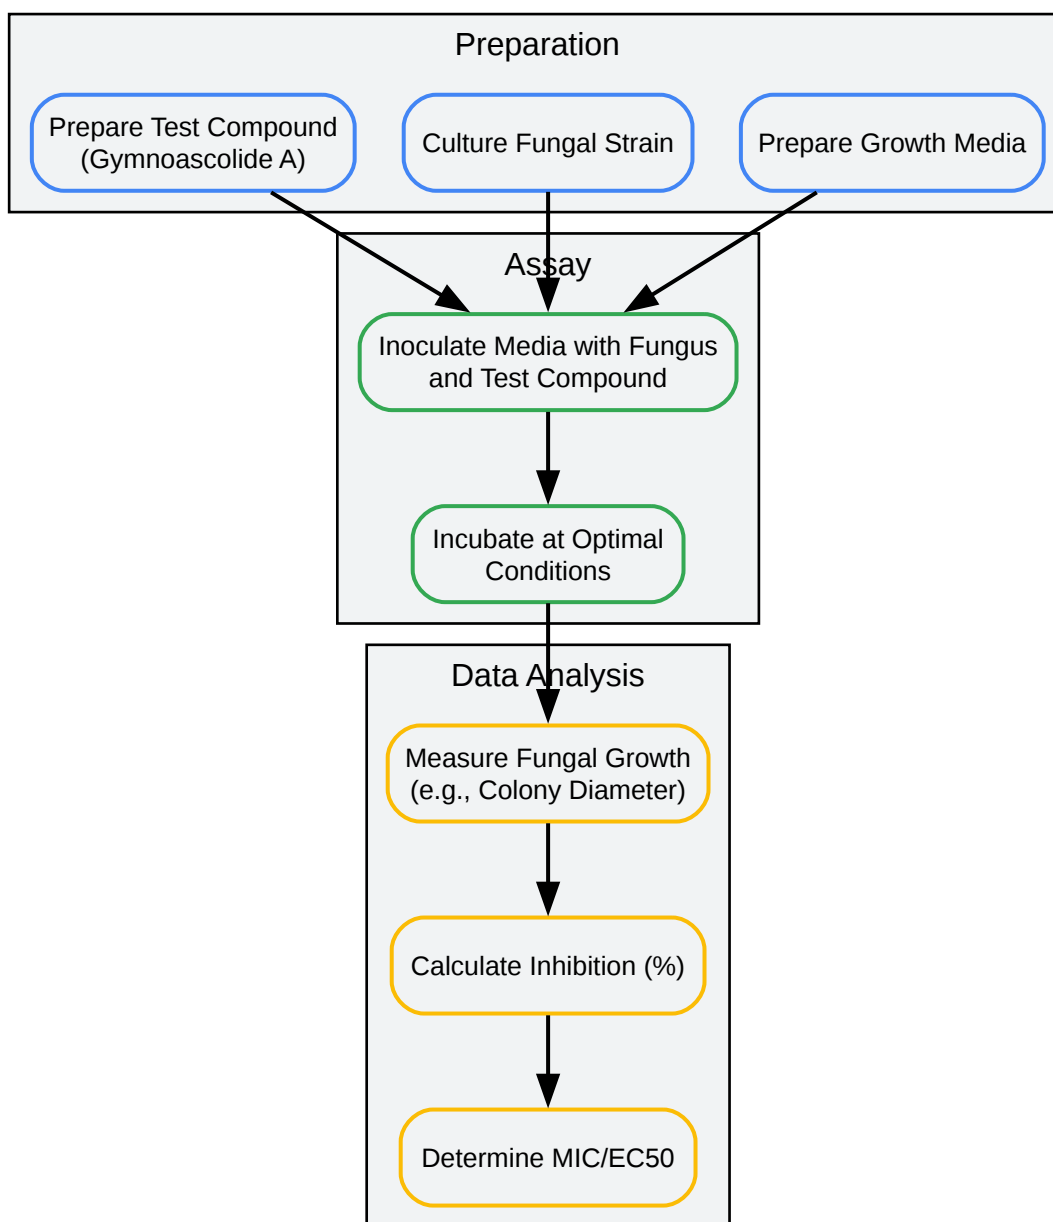 Preparation
Prepare Test Compound
(Gymnoascolide A)
Culture Fungal Strain
Prepare Growth Media
Assay
Inoculate Media with Fungus
and Test Compound
Incubate at Optimal
Conditions
Data Analysis
Measure Fungal Growth
(e.g., Colony Diameter)
Calculate Inhibition (%)
Determine MIC/EC50